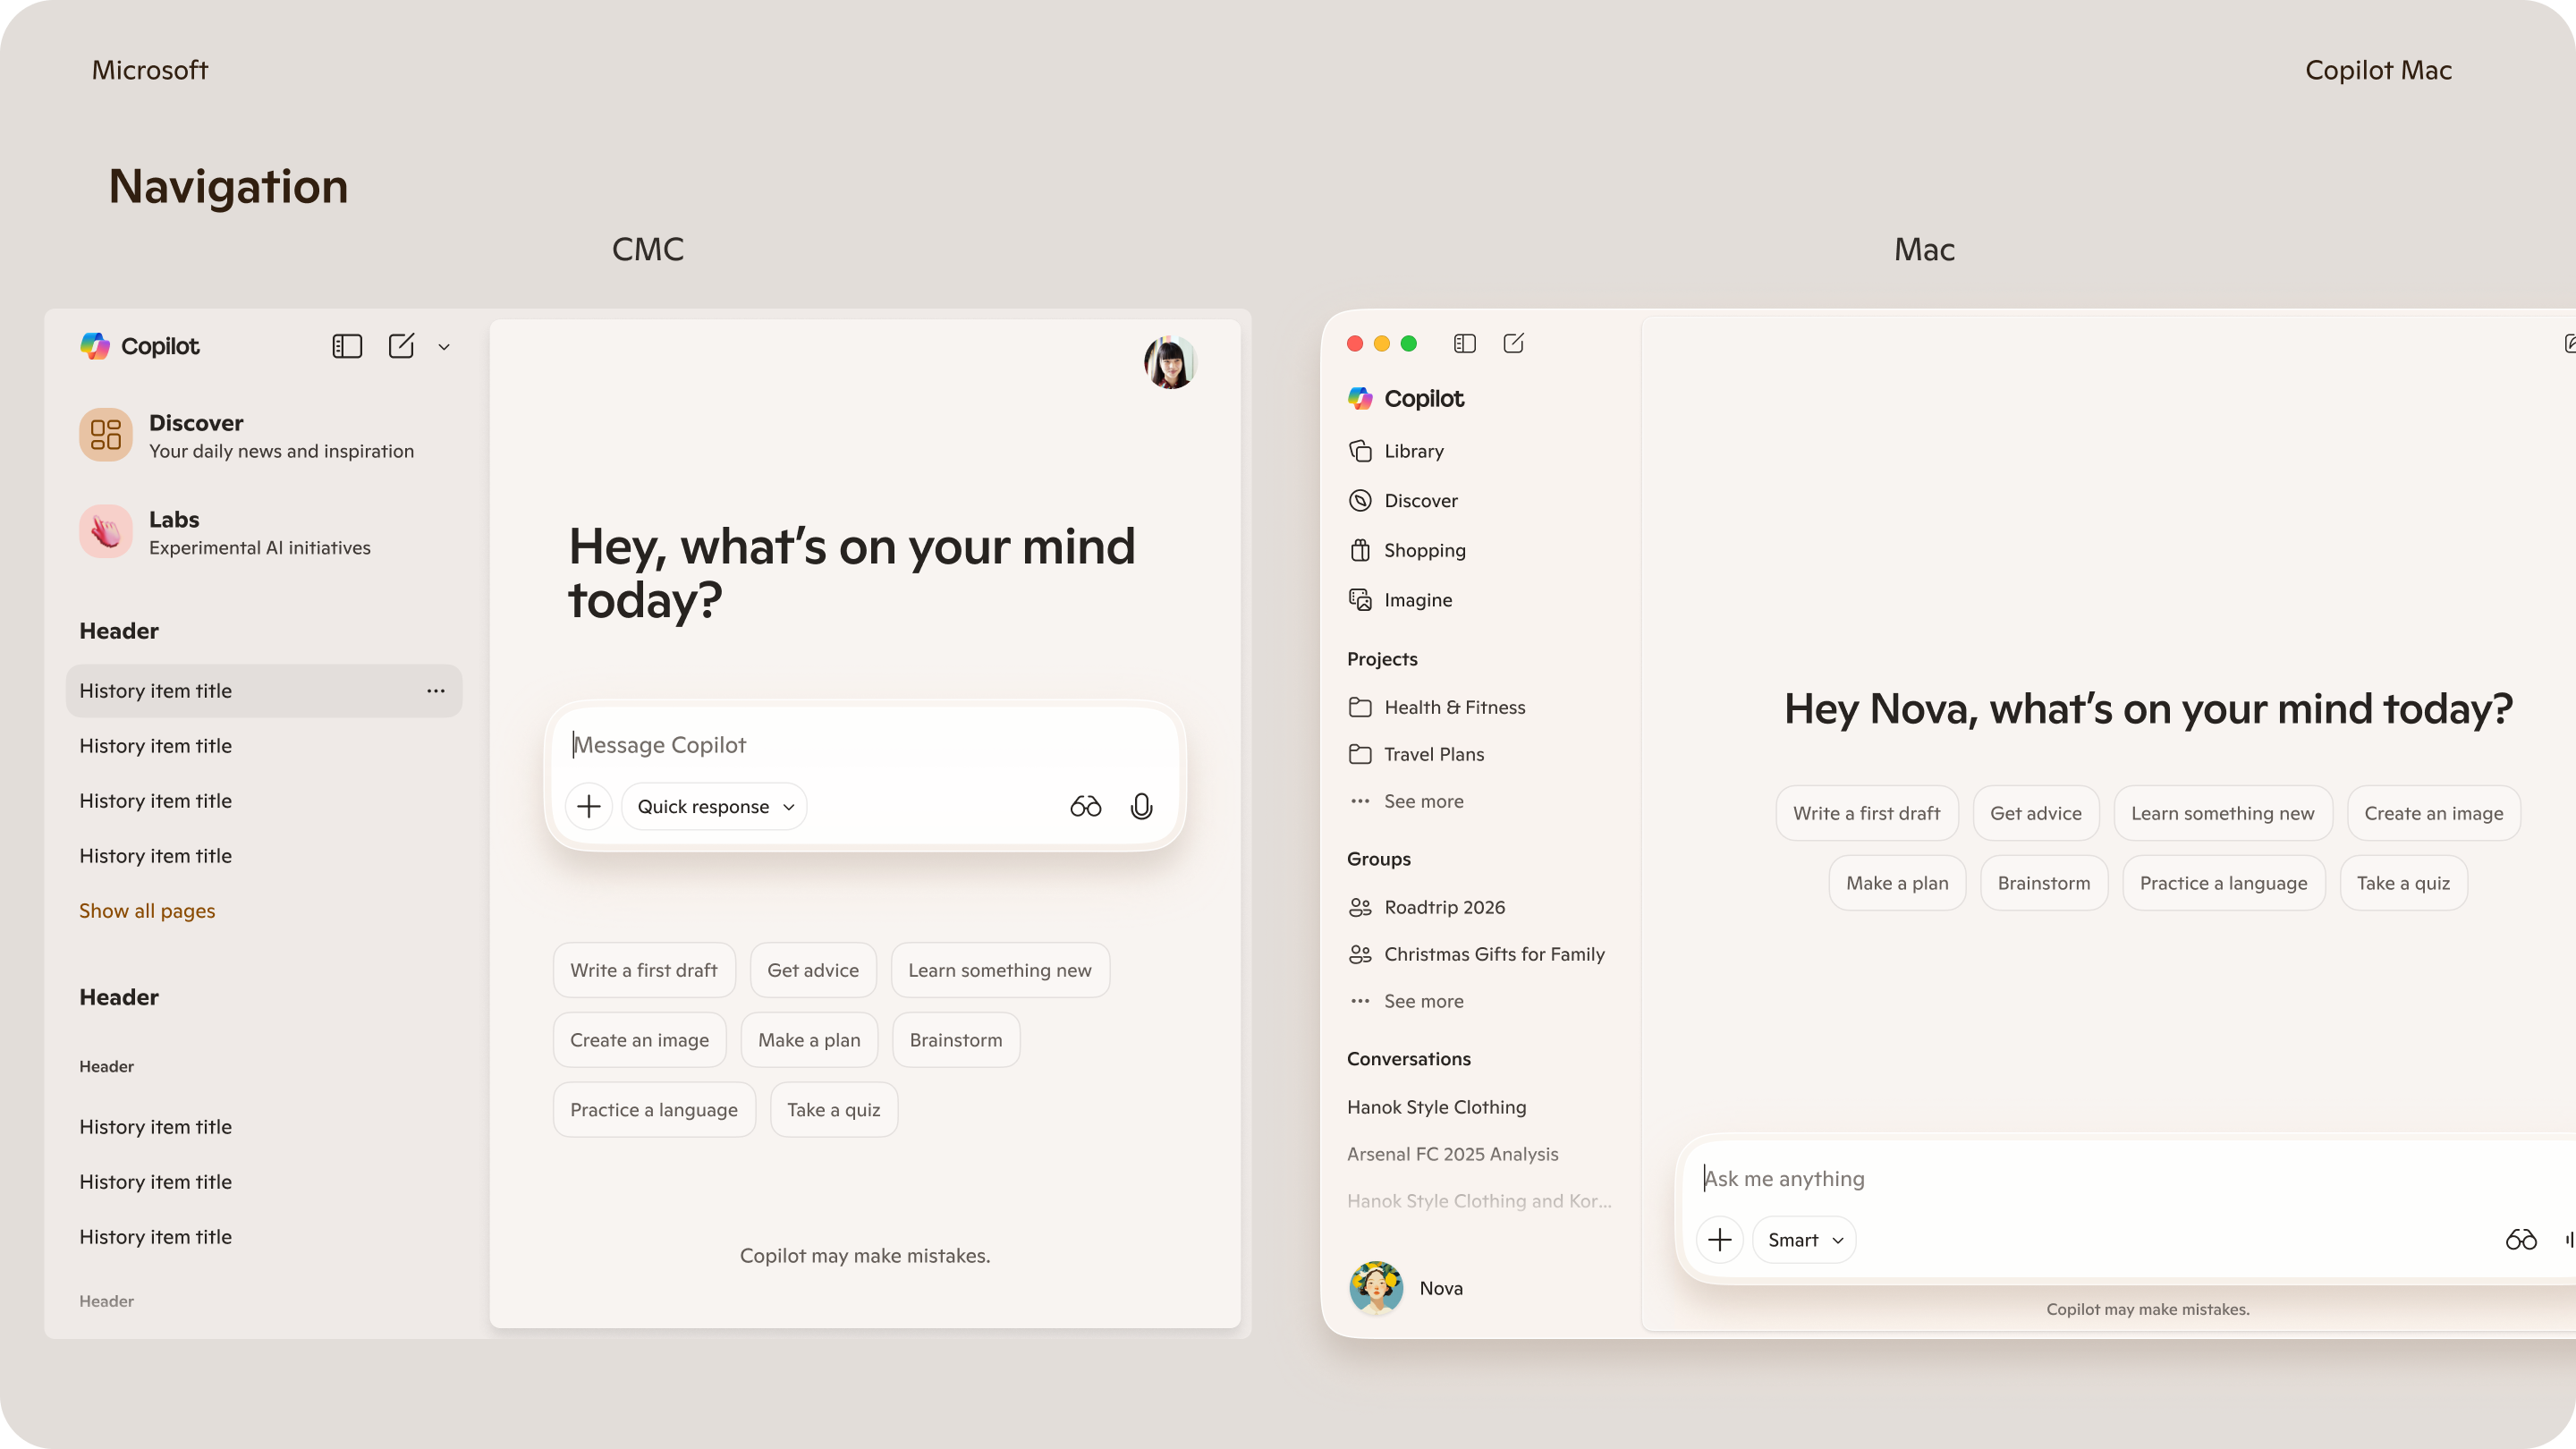 Microsoft
Copilot Mac
Navigation
CMC
Mac
Copilot
Discover
Your daily news and inspiration
Labs
Experimental AI initiatives
Header
History item title
History item title
History item title
History item title
Show all pages
Header
Header
History item title
History item title
History item title
Header
Hey, what’s on your mind
today?
Message Copilot
Quick response
Write a first draft
Get advice
Learn something new
Create an image
Make a plan
Brainstorm
Practice a language
Take a quiz
Copilot may make mistakes.
Copilot
Library
Discover
Shopping
Imagine
Projects
Health & Fitness
Travel Plans
See more
Groups
Roadtrip 2026
Christmas Gifts for Family
See more
Conversations
Hanok Style Clothing
Arsenal FC 2025 Analysis
Hanok Style Clothing and Kor...
Nova
Hey Nova, what’s on your mind today?
Write a first draft
Get advice
Learn something new
Create an image
Make a plan
Brainstorm
Practice a language
Take a quiz
Ask me anything
Smart
Copilot may make mistakes.